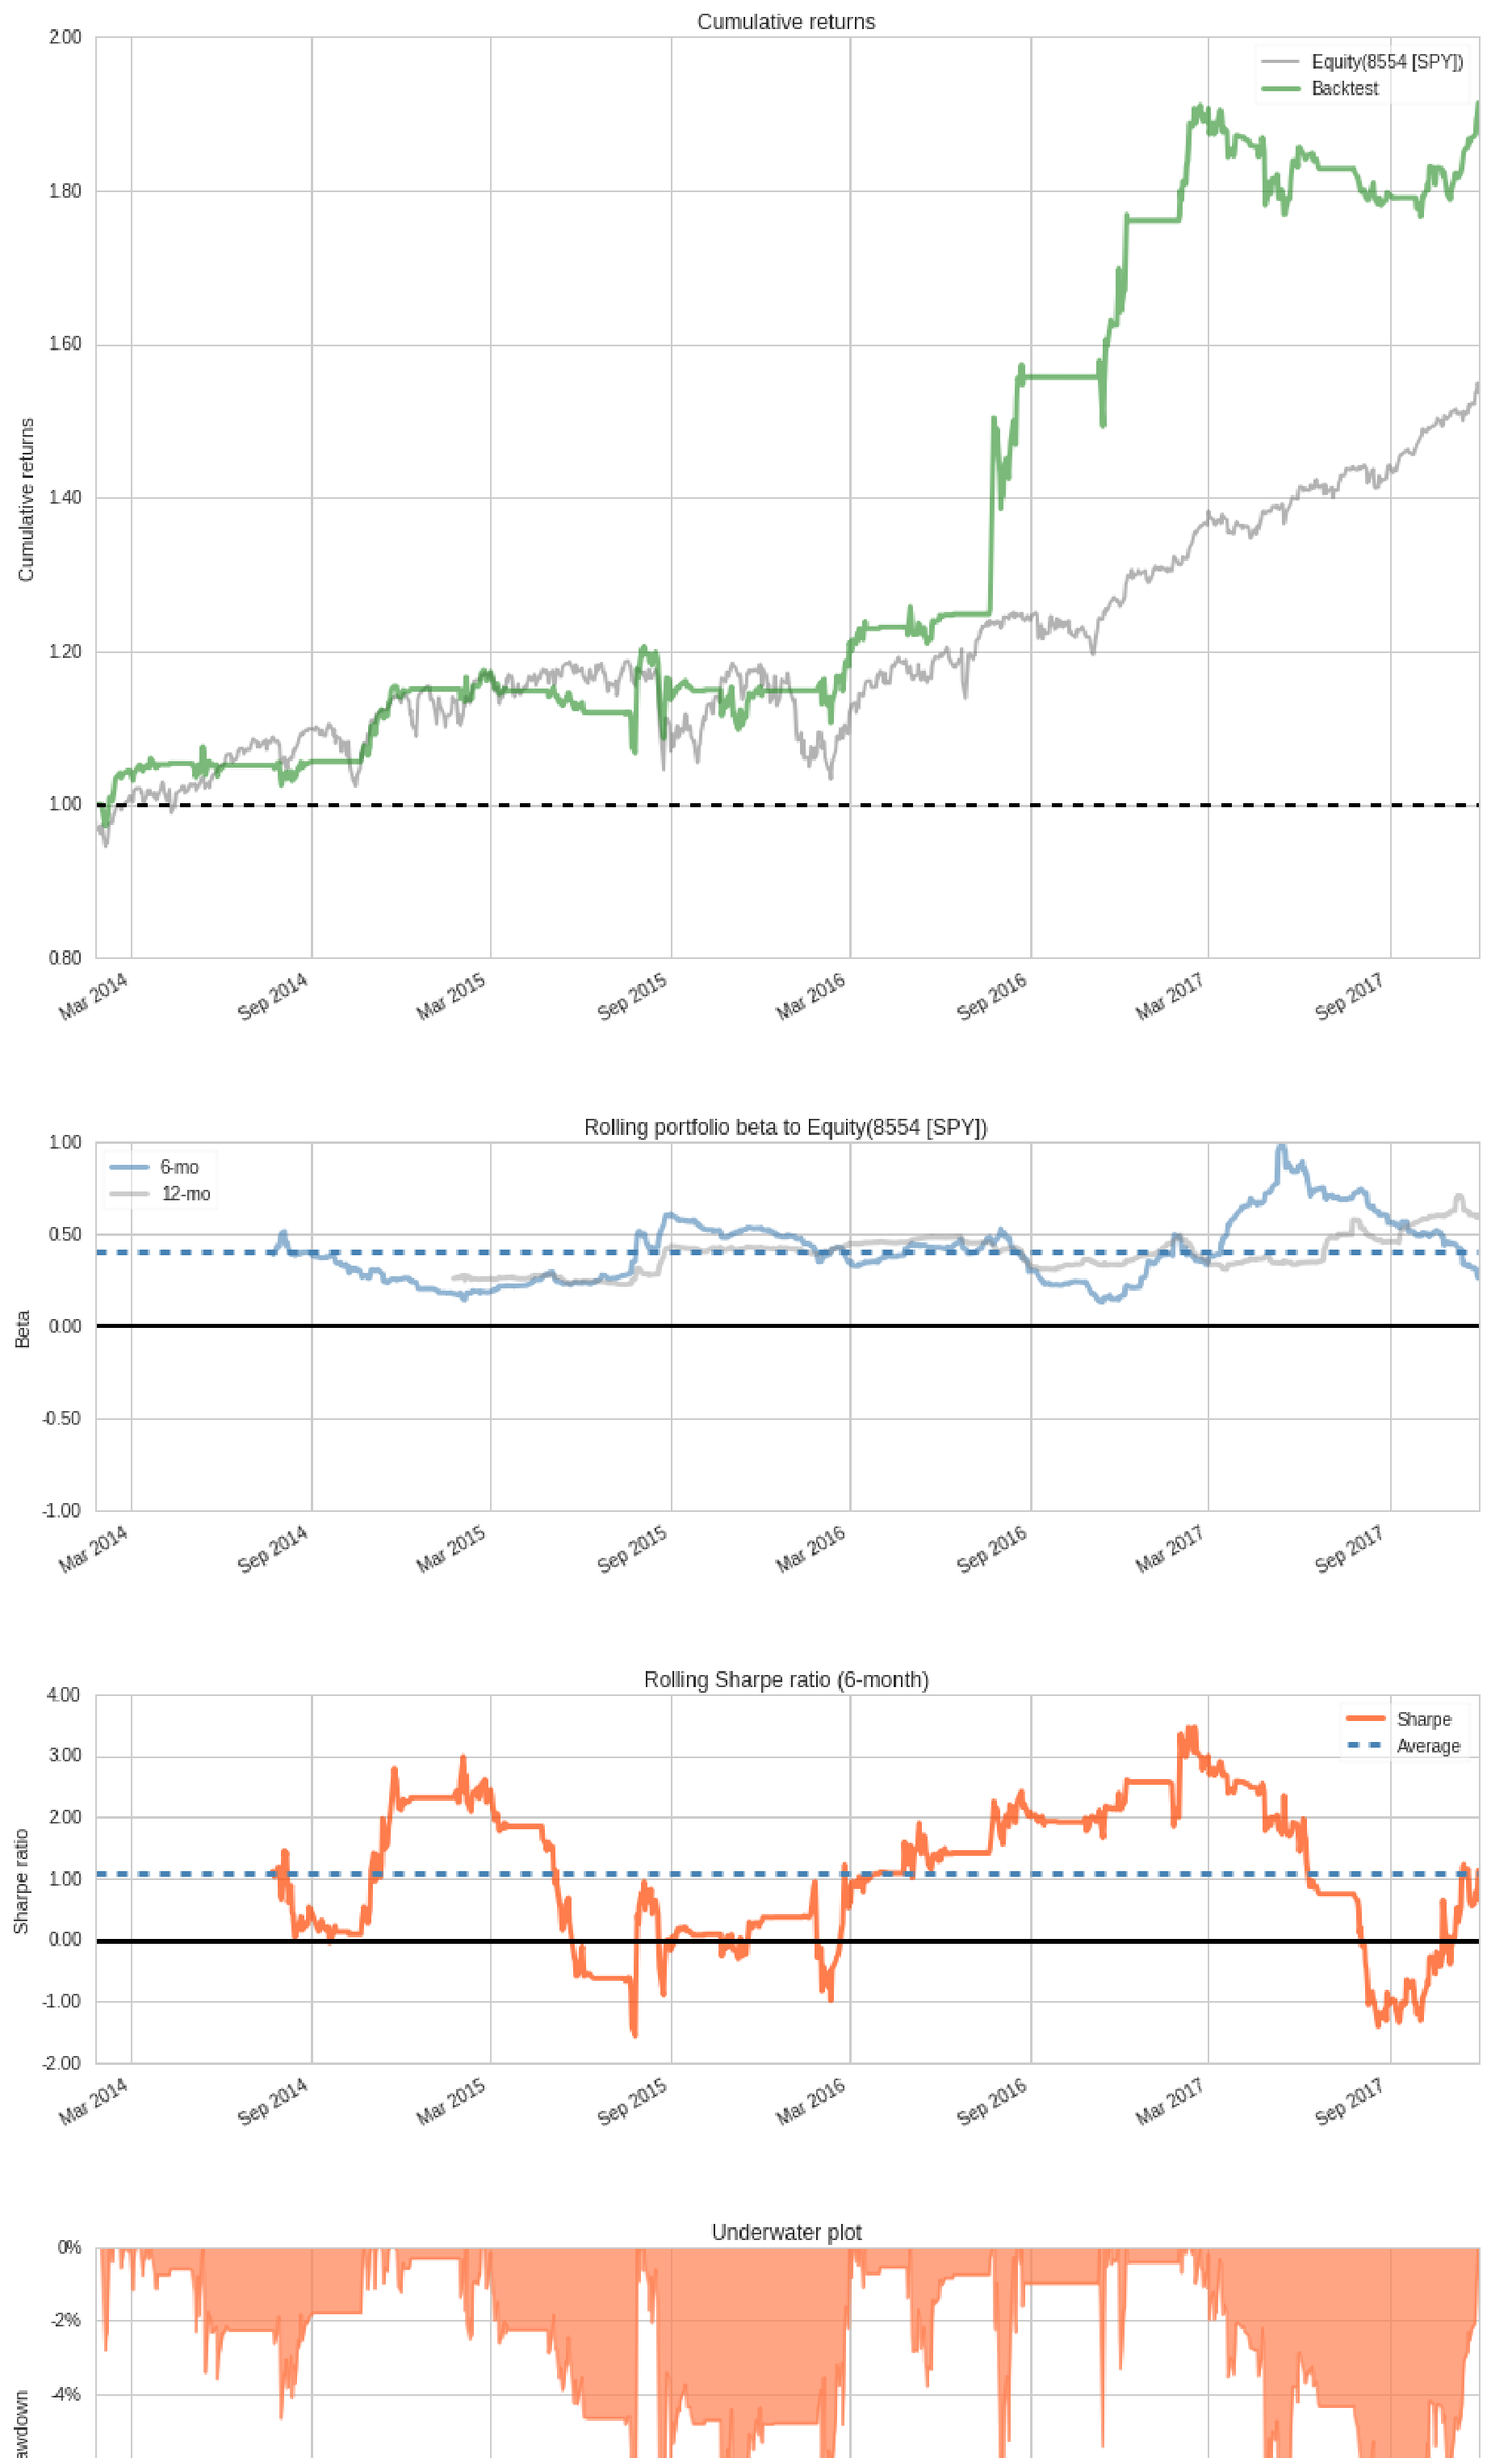 Cumulative returns
2.00
1.80
1.60
1.40
1.20
1.00
0.80
Cumulative returns
Equity(8554 [SPY])
Backtest
Mar 2014
Sep 2014
Mar 2015
Sep 2015
Mar 2016
Sep 2016
Mar 2017
Sep 2017
Rolling portfolio beta to Equity(8554 [SPY])
1.00
0.50
0.00
-0.50
-1.00
Beta
6-mo
12-mo
Mar 2014
Sep 2014
Mar 2015
Sep 2015
Mar 2016
Sep 2016
Mar 2017
Sep 2017
Rolling Sharpe ratio (6-month)
4.00
3.00
2.00
1.00
0.00
-1.00
-2.00
Sharpe ratio
Sharpe
Average
Mar 2014
Sep 2014
Mar 2015
Sep 2015
Mar 2016
Sep 2016
Mar 2017
Sep 2017
Underwater plot
0%
-2%
-4%
awdown